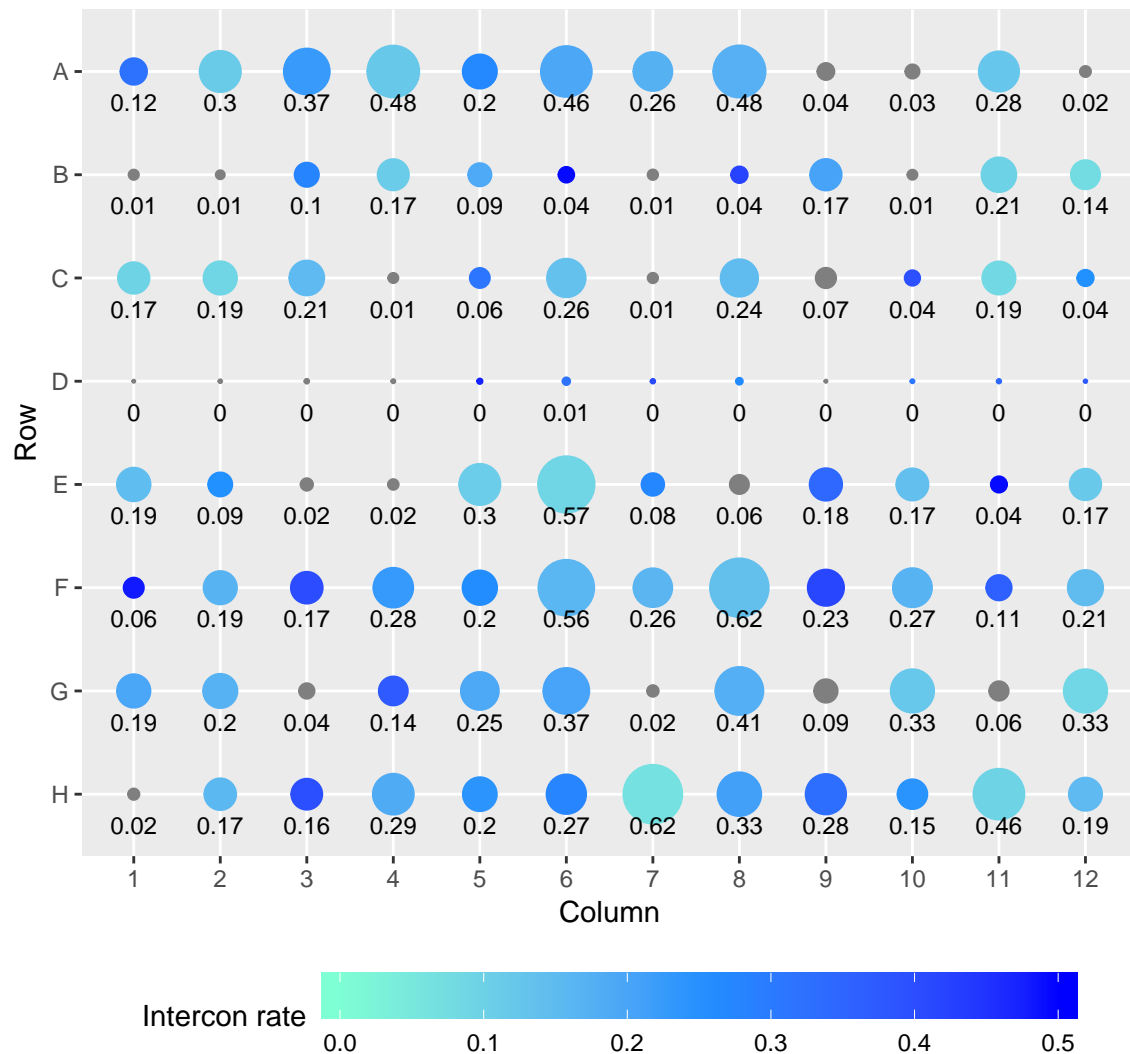 A
0.12 0.3 0.37 0.48 0.2 0.46 0.26 0.48 0.04 0.03 0.28 0.02
B
0.01 0.01 0.1 0.17 0.09 0.04 0.01 0.04 0.17 0.01 0.21 0.14
C
0.17 0.19 0.21 0.01 0.06 0.26 0.01 0.24 0.07 0.04 0.19 0.04
D
0 0 0 0 0 0.01 0 0 0 0 0 0
Row
E
0.19 0.09 0.02 0.02 0.3 0.57 0.08 0.06 0.18 0.17 0.04 0.17
F
0.06 0.19 0.17 0.28 0.2 0.56 0.26 0.62 0.23 0.27 0.11 0.21
G
0.19 0.2 0.04 0.14 0.25 0.37 0.02 0.41 0.09 0.33 0.06 0.33
H
0.02 0.17 0.16 0.29 0.2 0.27 0.62 0.33 0.28 0.15 0.46 0.19
1 2 3 4 5 6 7 8 9 10 11 12
Column
Intercon rate
0.0 0.1 0.2 0.3 0.4 0.5